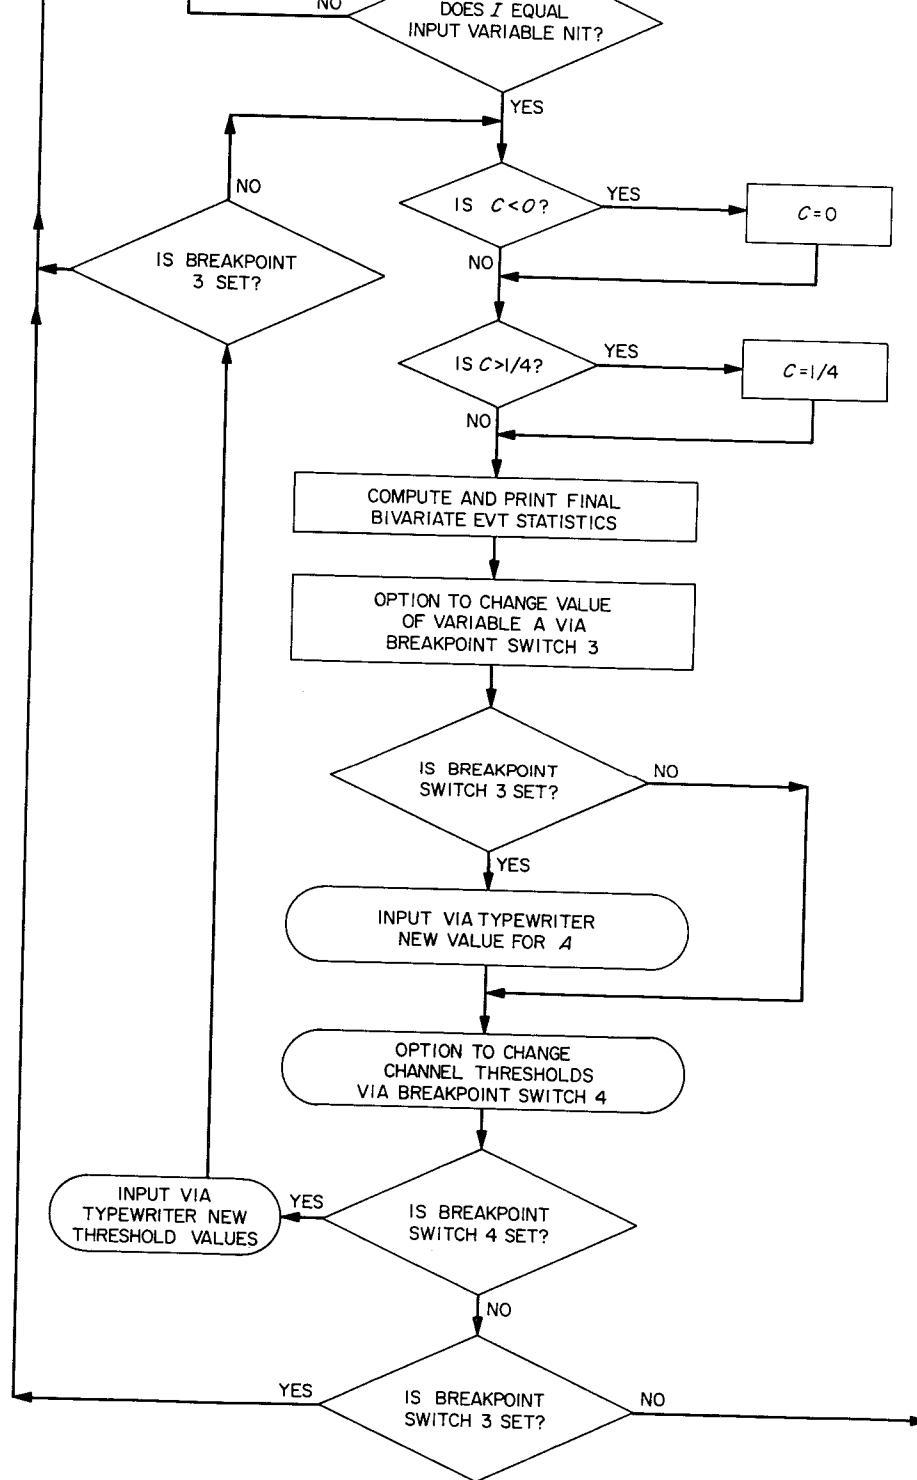 NO
DOES I EQUAL
INPUT VARIABLE NIT?
YES
NO
IS C<0?
YES
C=0
IS BREAKPOINT
3 SET?
NO
IS C>1/4?
YES
C=1/4
NO
COMPUTE AND PRINT FINAL
BIVARIATE EVT STATISTICS
OPTION TO CHANGE VALUE
OF VARIABLE A VIA
BREAKPOINT SWITCH 3
IS BREAKPOINT
SWITCH 3 SET?
NO
YES
INPUT VIA TYPEWRITER
NEW VALUE FOR A
OPTION TO CHANGE
CHANNEL THRESHOLDS
VIA BREAKPOINT SWITCH 4
INPUT VIA
TYPEWRITER NEW
THRESHOLD VALUES
YES
IS BREAKPOINT
SWITCH 4 SET?
NO
YES
IS BREAKPOINT
SWITCH 3 SET?
NO